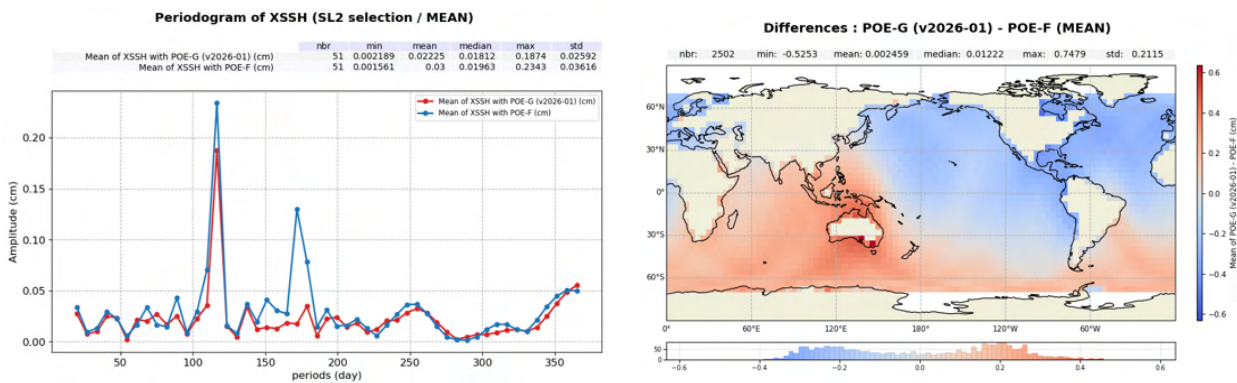 Periodogram of XSSH (SL2 selection / MEAN)
nbr min mean median max std
Mean of XSSH with POE-G (v2026-01) (cm) 51 0.002189 0.02225 0.01812 0.1874 0.02592
Mean of XSSH with POE-F (cm) 51 0.001561 0.03 0.01963 0.2343 0.03616
Mean of XSSH with POE-G (v2026-01) (cm)
Mean of XSSH with POE-F (cm)
0.20
0.15
0.10
0.05
0.00
Amplitude (cm)
50 100 150 200 250 300 350
periods (day)
Differences : POE-G (v2026-01) - POE-F (MEAN)
nbr: 2502 min: -0.5253 mean: 0.002459 median: 0.01222 max: 0.7479 std: 0.2115
60°N
30°N
0°
30°S
60°S
0° 60°E 120°E 180° 120°W 60°W
0.6
0.4
0.2
0.0
−0.2
−0.4
−0.6
Mean of POE-G (v2026-01) - POE-F (cm)
50
0
−0.6 −0.4 −0.2 0.0 0.2 0.4 0.6